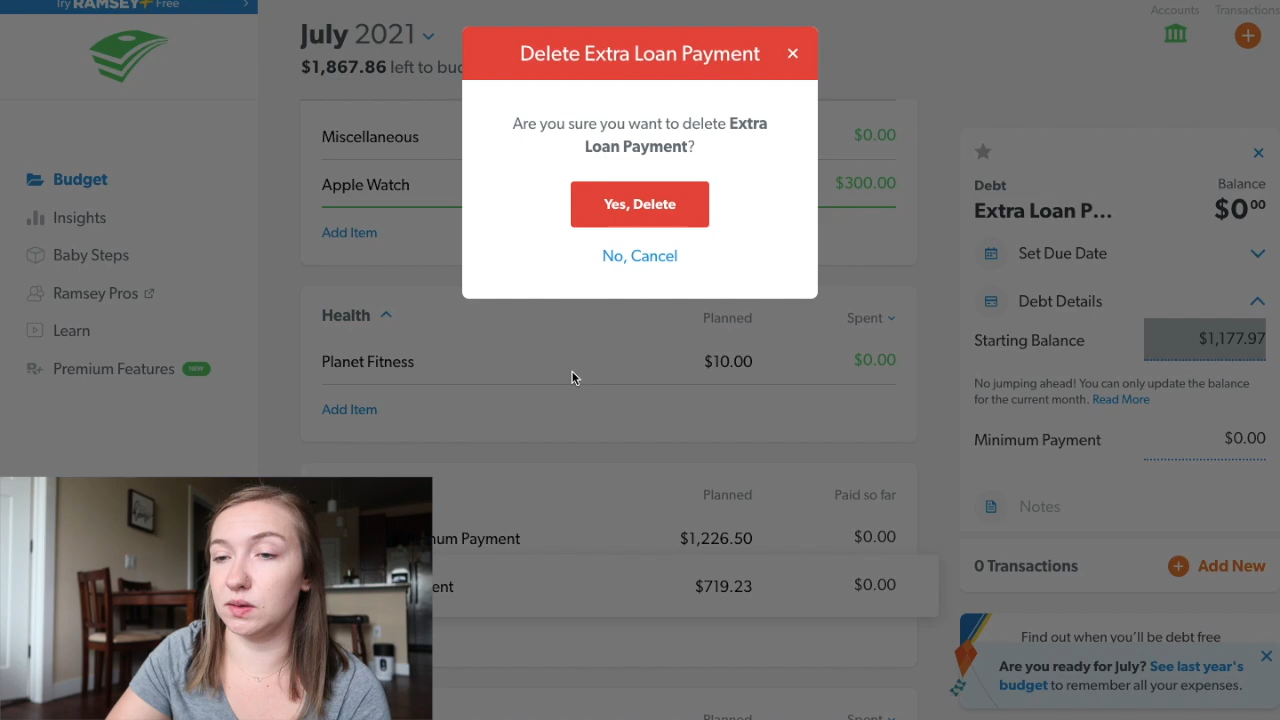 Try RAMSEY+ Free
Accounts
Transactions
July 2021
$1,867.86 left to bud
Delete Extra Loan Payment
Are you sure you want to delete Extra
Loan Payment?
Yes, Delete
No, Cancel
Budget
Insights
Baby Steps
Ramsey Pros
Learn
Premium Features NEW
Miscellaneous $0.00
Apple Watch $300.00
Add Item
Health Planned Spent
Planet Fitness $10.00 $0.00
Add Item
Planned Paid so far
num Payment $1,226.50 $0.00
ent $719.23 $0.00
Planned Spent
Debt Balance
Extra Loan P... $0 00
Set Due Date
Debt Details
Starting Balance $1,177.97
No jumping ahead! You can only update the balance
for the current month. Read More
Minimum Payment $0.00
Notes
0 Transactions Add New
Find out when you'll be debt free
Are you ready for July? See last year's
budget to remember all your expenses.